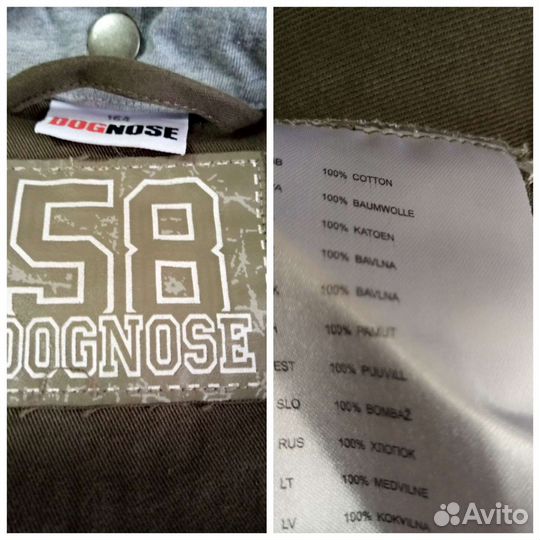 164
DOGNOSE
58
DOGNOSE
100% COTTON
100% BAUMWOLLE
100% KATOEN
100% BAVLNA
100% BAVLNA
100% PAMUT
EST 100% PUUVILL
SLO 100% BOMBAŽ
RUS 100% ХЛОПОК
LT 100% MEDVILNE
LV 100% KOKVILNA
Avito